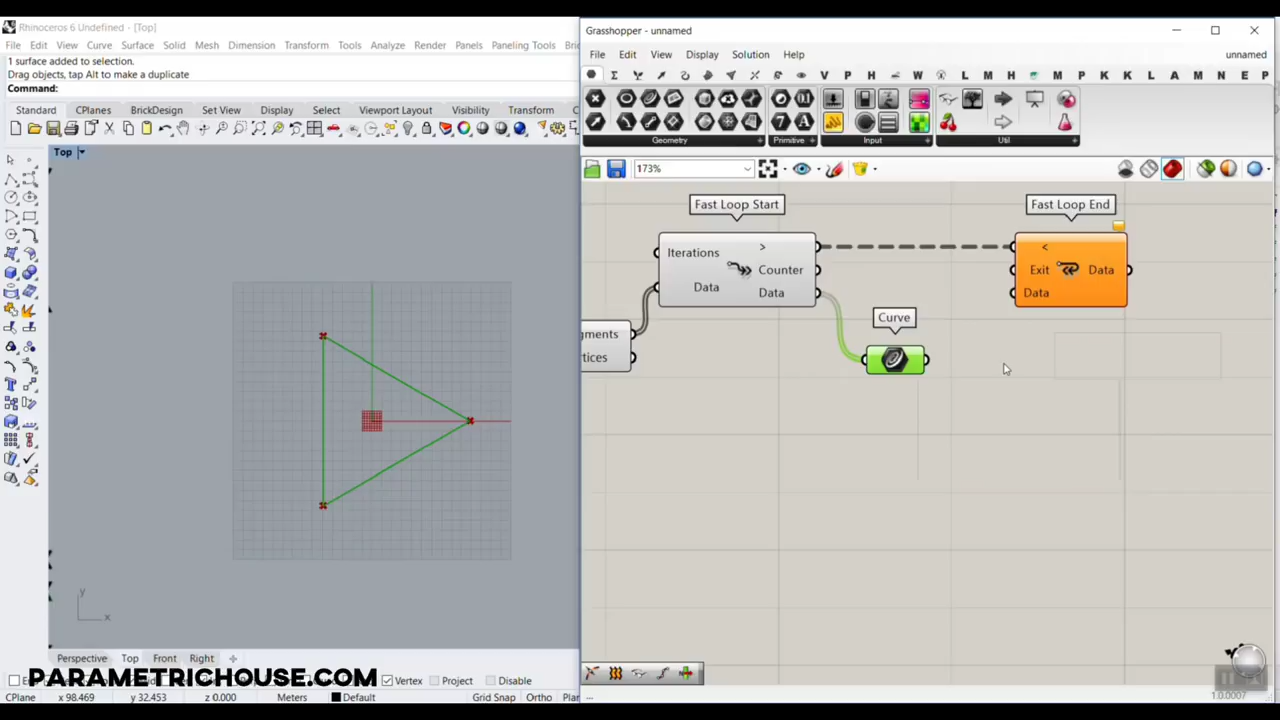 Rhinoceros 6 Undefined - [Top]
File Edit View Curve Surface Solid Mesh Dimension Transform Tools Analyze Render Panels Paneling Tools
1 surface added to selection.
Drag objects, tap Alt to make a duplicate
Command:
Standard CPlanes BrickDesign Set View Display Select Viewport Layout Visibility Transform
Top
y
x
Perspective Top Front Right
PARAMETRICHOUSE.COM
Vertex Project Disable
CPlane x 98.469 y 32.453 z 0.000 Meters Default Grid Snap Ortho
Grasshopper - unnamed
File Edit View Display Solution Help unnamed
V P H W L M H M P K K L A M N E P
Geometry Primitive Input Util
173%
Fast Loop Start
Fast Loop End
Iterations > <
Counter Exit Data
Data Data Data
Curve
gments
tices
1.0.0007